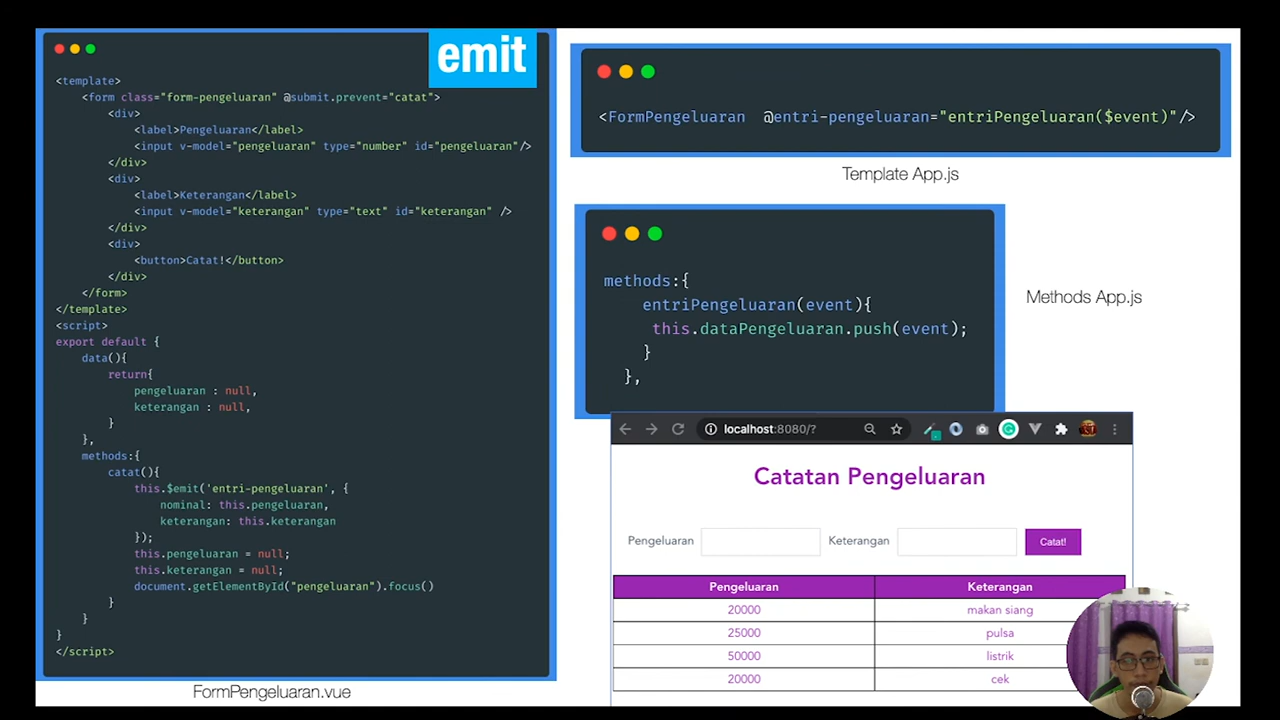 emit
<template>
<form class="form-pengeluaran" @submit.prevent="catat">
<div>
<label>Pengeluaran</label>
<input v-model="pengeluaran" type="number" id="pengeluaran"/>
</div>
<div>
<label>Keterangan</label>
<input v-model="keterangan" type="text" id="keterangan" />
</div>
<div>
<button>Catat!</button>
</div>
</form>
</template>
<script>
export default {
data(){
return{
pengeluaran : null,
keterangan : null,
}
},
methods:{
catat(){
this.$emit('entri-pengeluaran', {
nominal: this.pengeluaran,
keterangan: this.keterangan
});
this.pengeluaran = null;
this.keterangan = null;
document.getElementById("pengeluaran").focus()
}
}
}
</script>
FormPengeluaran.vue
<FormPengeluaran @entri-pengeluaran="entriPengeluaran($event)"/>
Template App.js
methods:{
entriPengeluaran(event){
this.dataPengeluaran.push(event);
}
},
Methods App.js
localhost:8080/?
Catatan Pengeluaran
Pengeluaran Keterangan Catat!
Pengeluaran Keterangan
20000 makan siang
25000 pulsa
50000 listrik
20000 cek